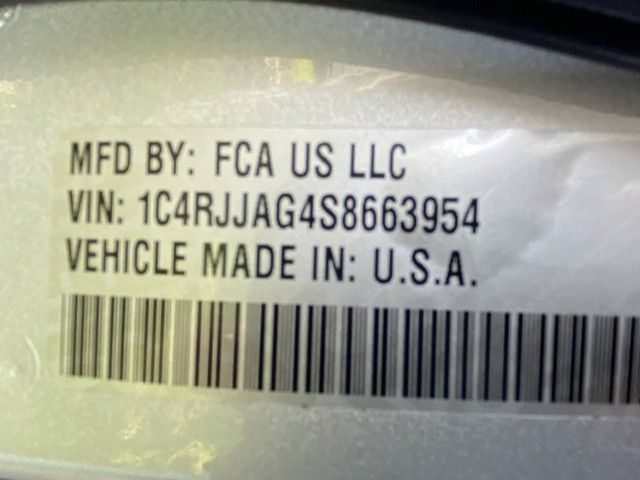 MFD BY: FCA US LLC
VIN: 1C4RJJAG4S8663954
VEHICLE MADE IN: U.S.A.